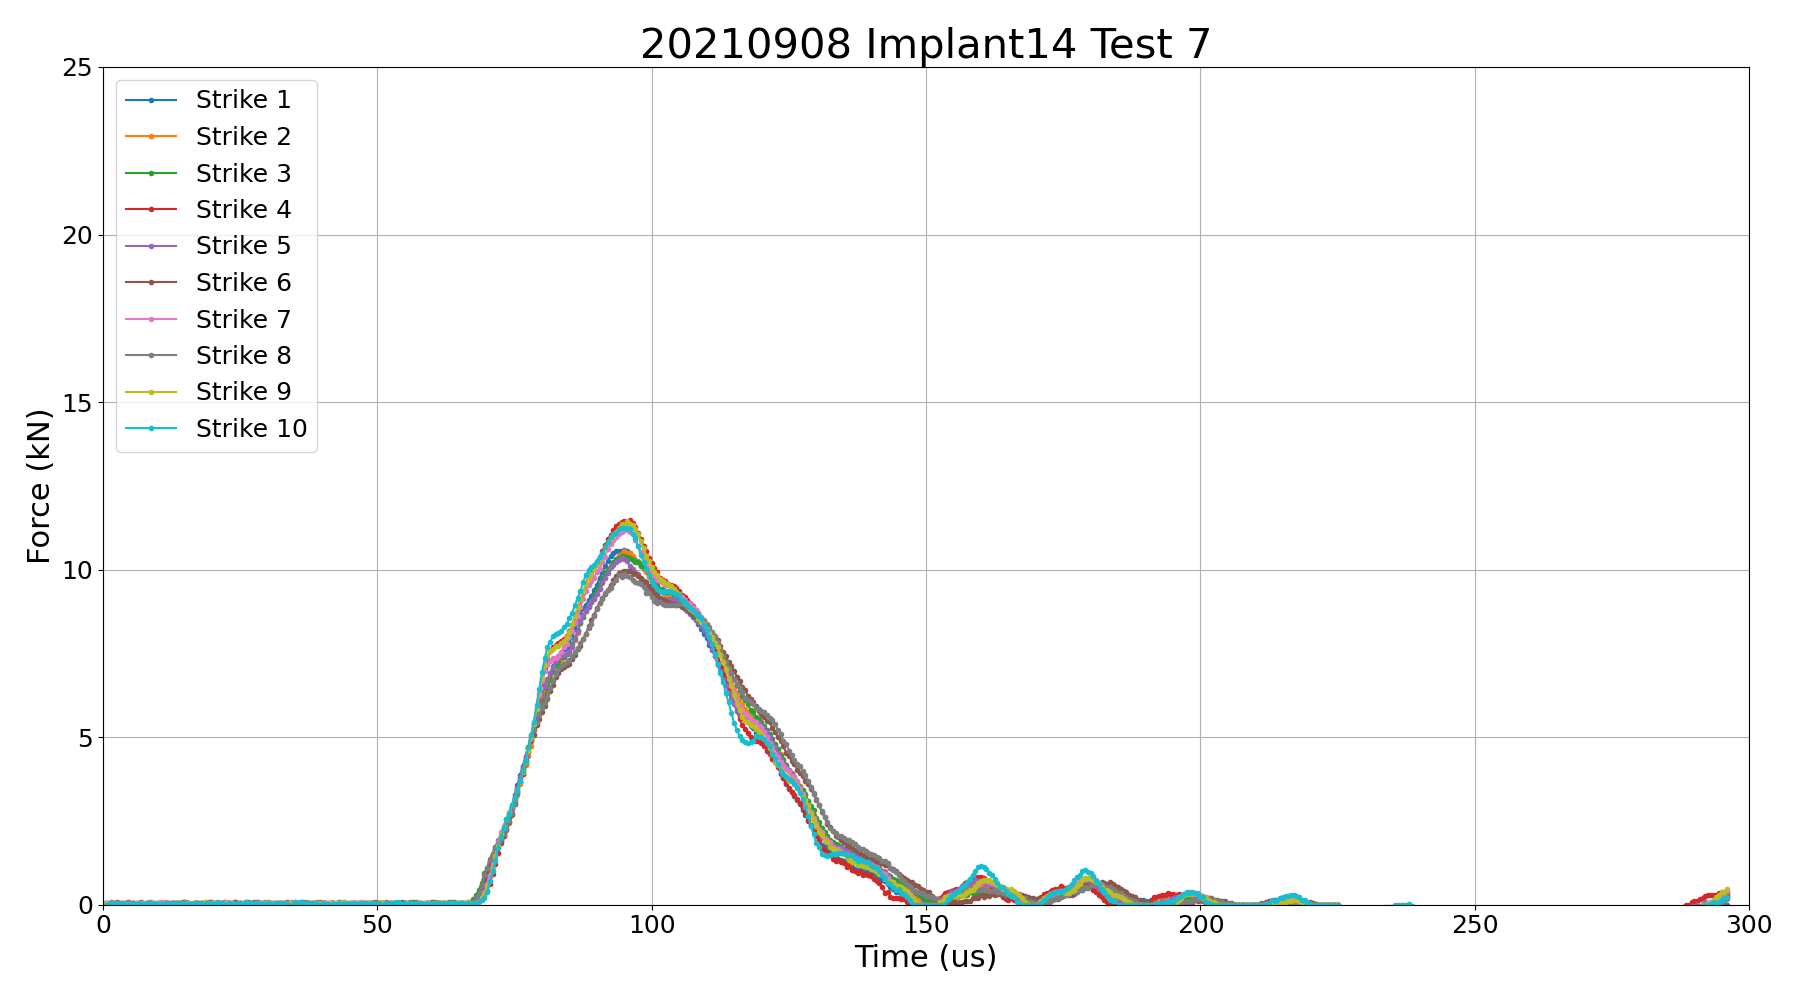 20210908 Implant14 Test 7
25
20
15
10
5
0
Force (kN)
Strike 1
Strike 2
Strike 3
Strike 4
Strike 5
Strike 6
Strike 7
Strike 8
Strike 9
Strike 10
0 50 100 150 200 250 300
Time (us)